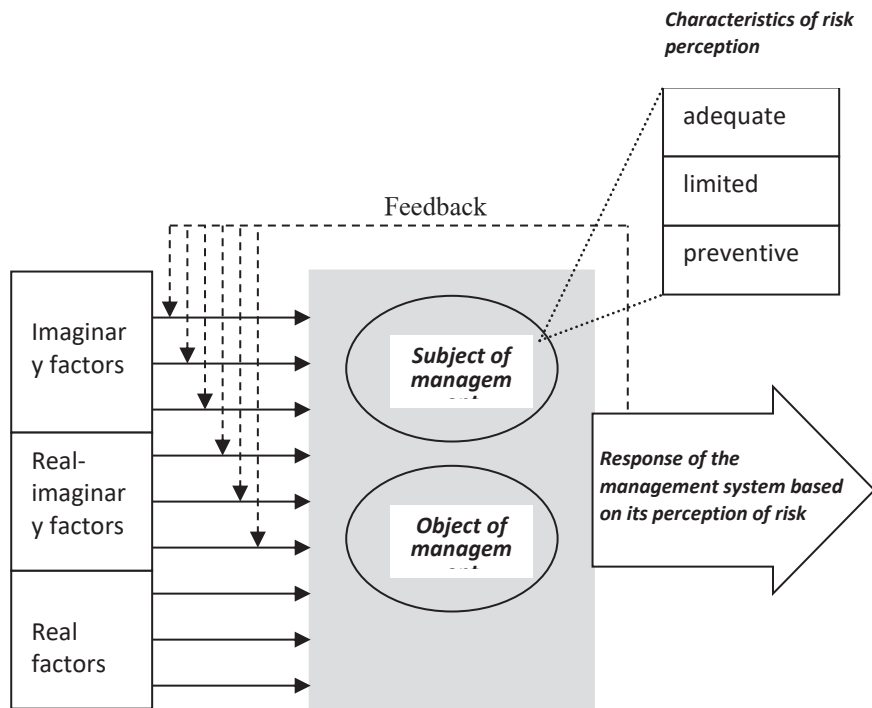 Characteristics of risk
perception
adequate
limited
preventive
Feedback
Imaginar
y factors
Real-
imaginar
y factors
Real
factors
Subject of
managem
Object of
managem
Response of the
management system based
on its perception of risk